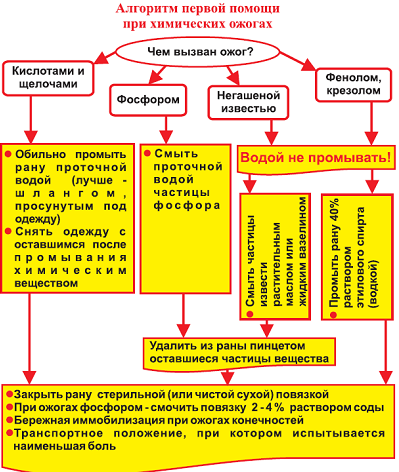 Алгоритм первой помощи
при химических ожогах
Чем вызван ожог?
Кислотами и
щелочами
Фосфором
Негашеной
известью
Фенолом,
крезолом
Обильно промыть
рану проточной
водой (лучше -
шлангом,
просунутым под
одежду)
Снять одежду с
оставшимся после
промывания
химическим
веществом
Смыть
проточной
водой
частицы
фосфора
Водой не промывать!
Смыть частицы
извести
растительным
маслом или
жидким вазелином
Промыть рану 40%
раствором
этилового спирта
(водкой)
Удалить из раны пинцетом
оставшиеся частицы вещества
Закрыть рану стерильной (или чистой сухой) повязкой
При ожогах фосфором - смочить повязку 2 - 4 % раствором соды
Бережная иммобилизация при ожогах конечностей
Транспортное положение, при котором испытывается
наименьшая боль